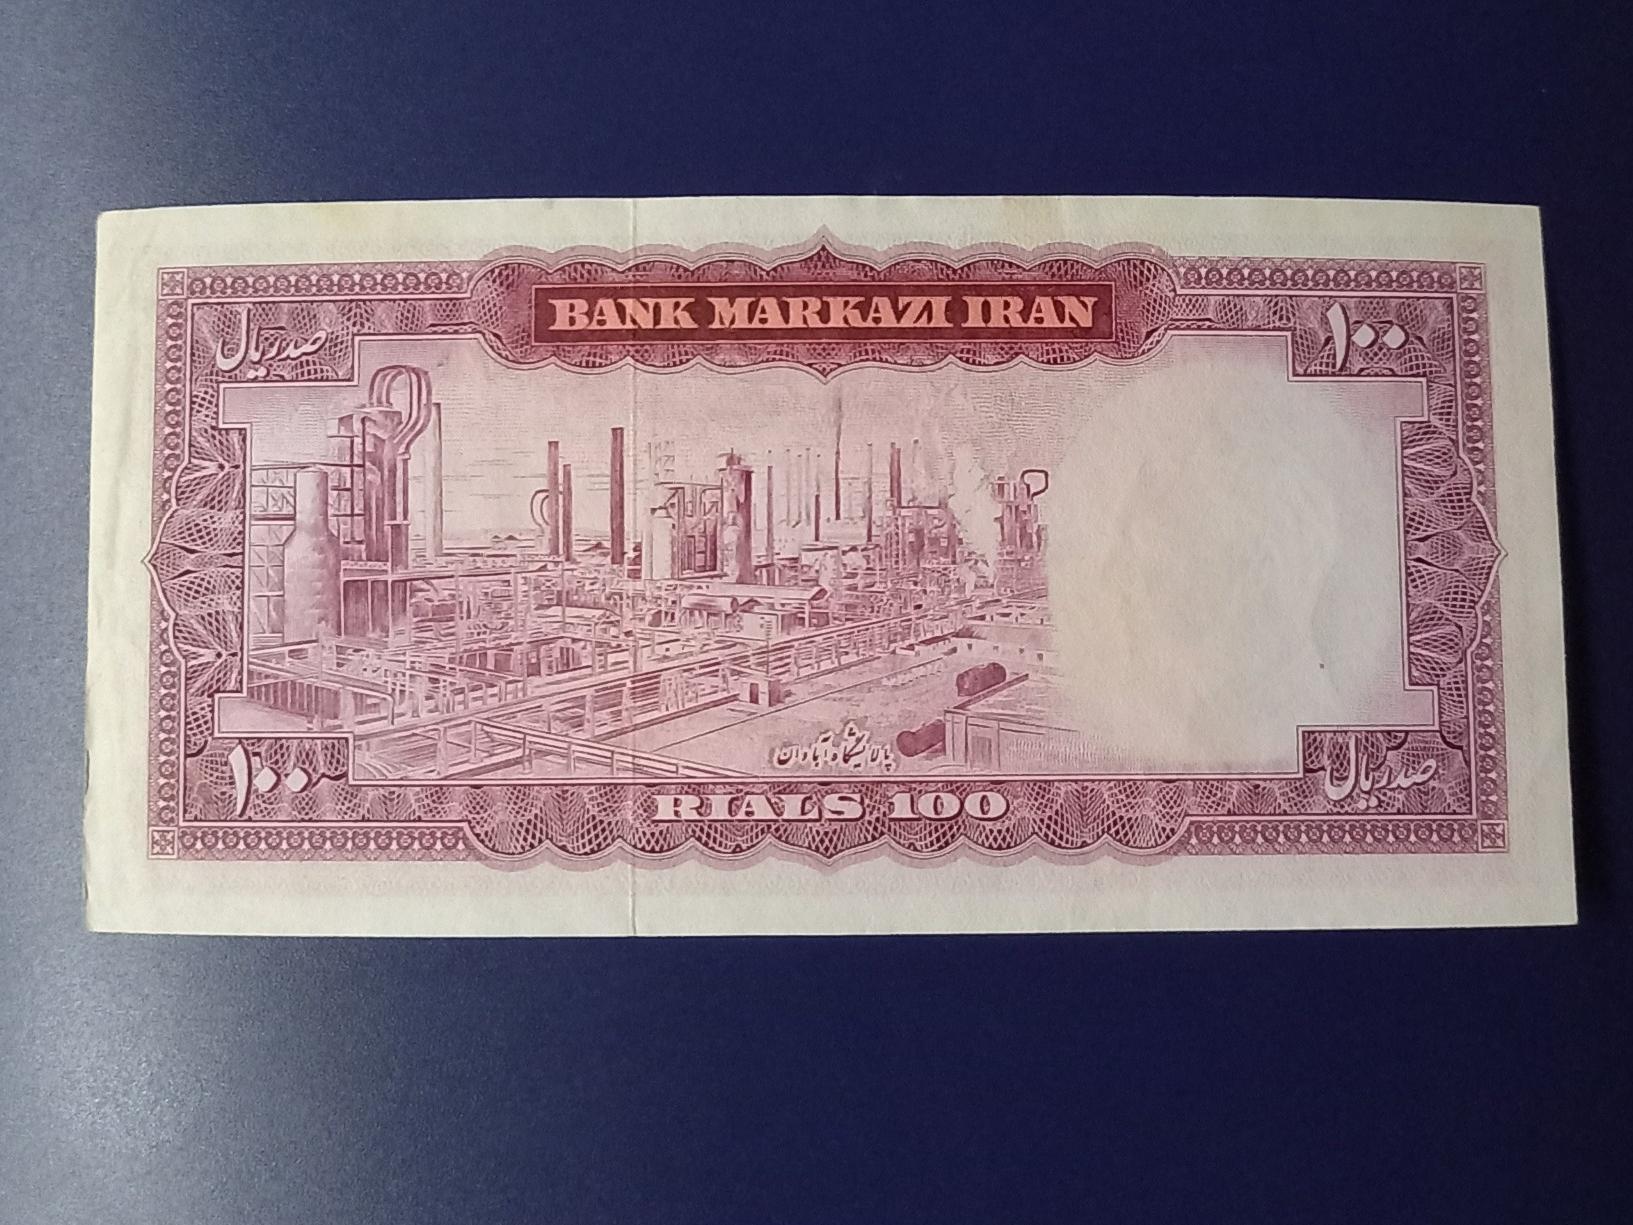 BANK MARKAZI IRAN
صد ریال
۱۰۰
پالایشگاه آبادان
۱۰۰
RIALS 100
صد ریال